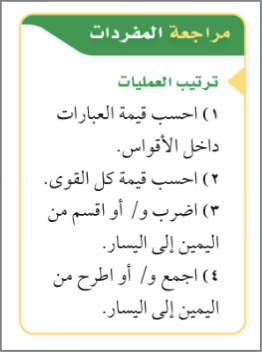 مراجعة المفردات
ترتيب العمليات
١) احسب قيمة العبارات
داخل الأقواس.
٢) احسب قيمة كل القوى.
٣) اضرب و/ أو اقسم من
اليمين إلى اليسار.
٤) اجمع و/ أو اطرح من
اليمين إلى اليسار.